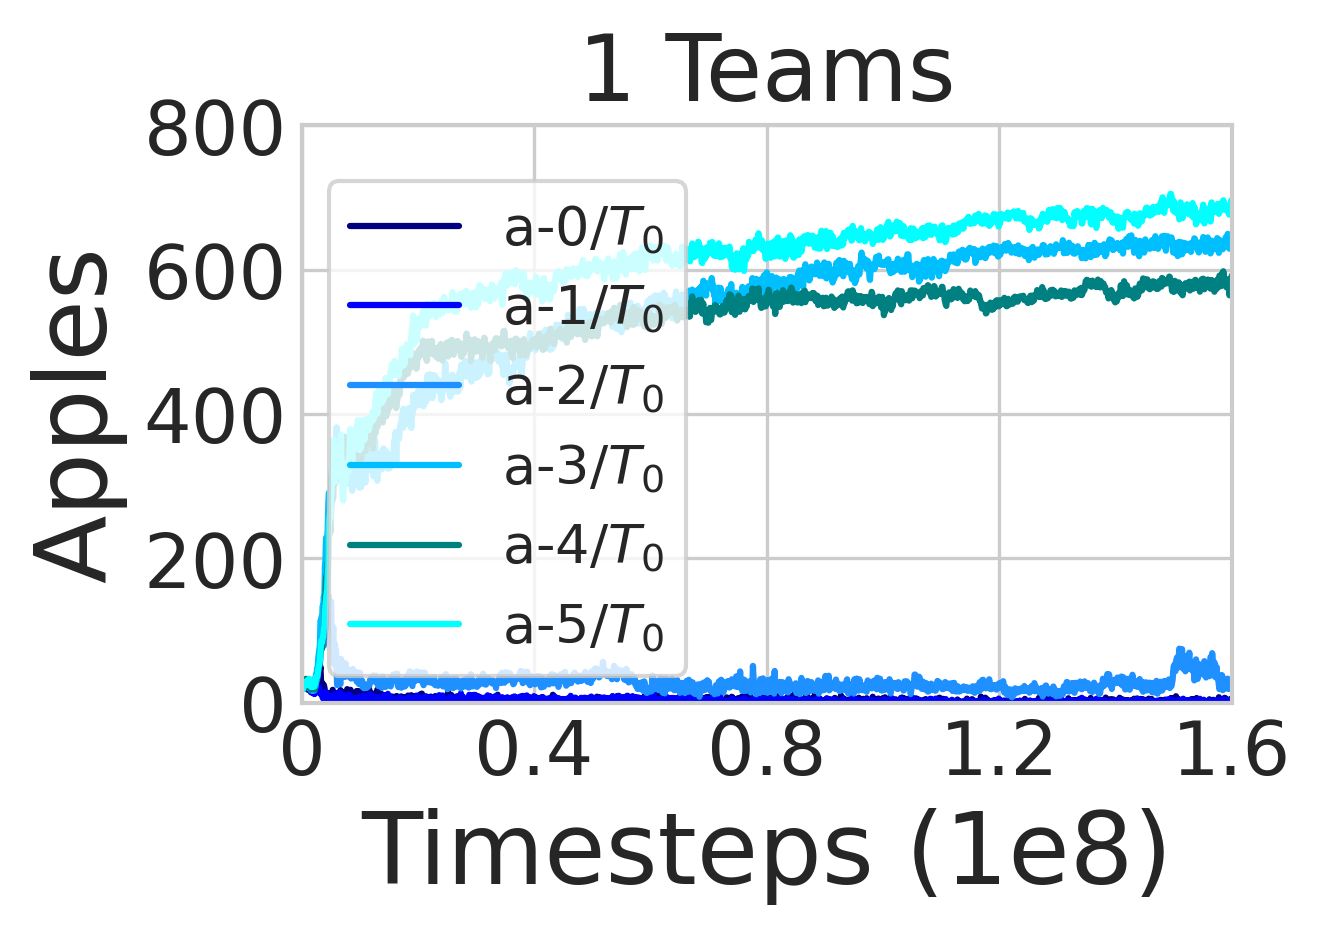 1 Teams
Apples
800
600
400
200
0
a-0/T₀
a-1/T₀
a-2/T₀
a-3/T₀
a-4/T₀
a-5/T₀
0 0.4 0.8 1.2 1.6
Timesteps (1e8)